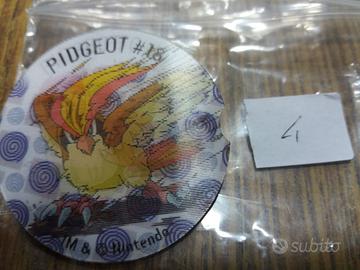 PIDGEOT #18
TM & © Nintendo
4
subito